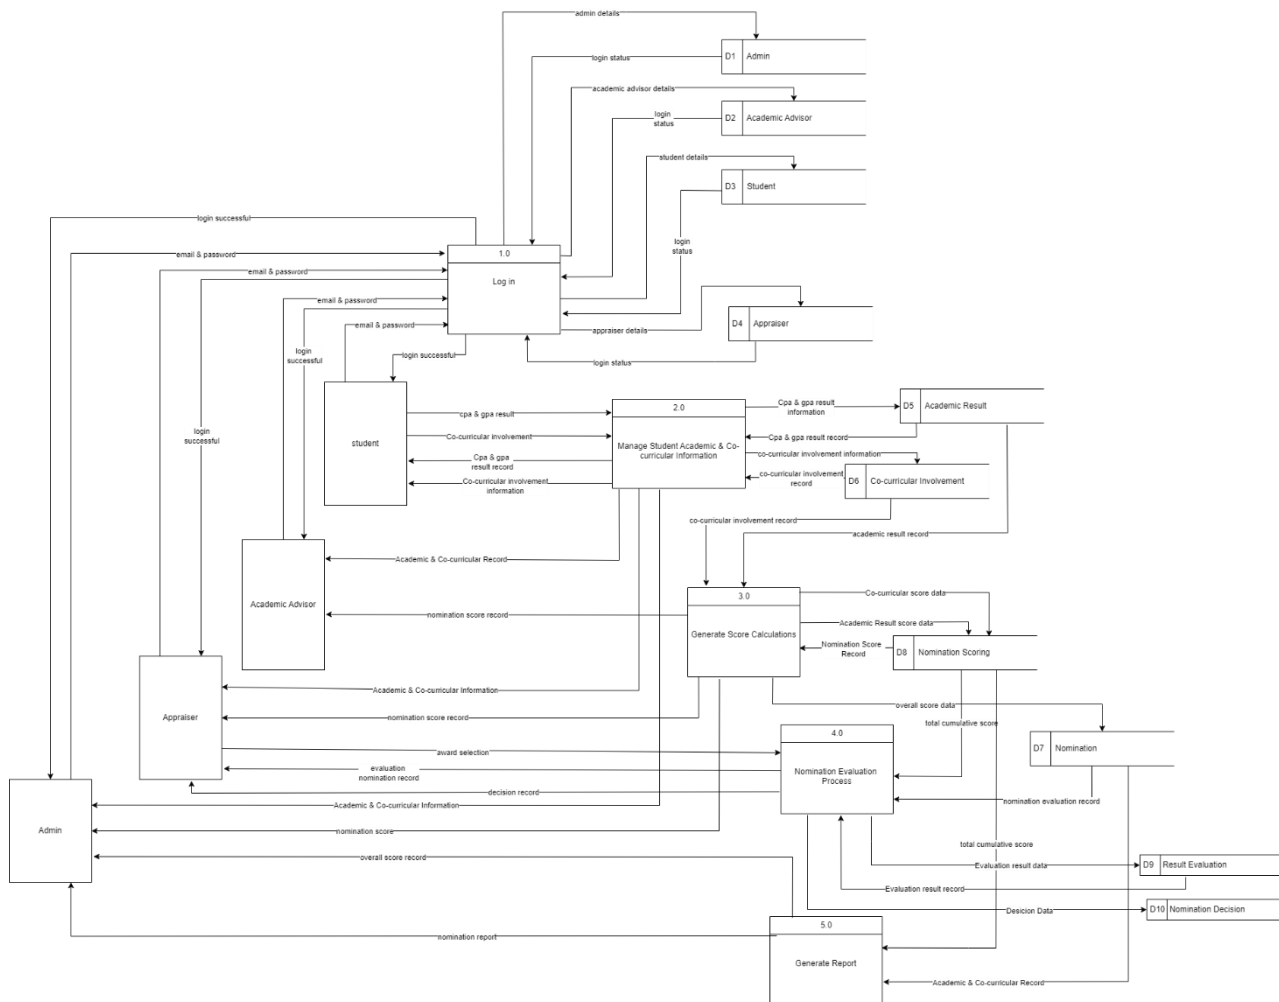 admin details
D1 Admin
login status
academic advisor details
D2 Academic Advisor
login
status
student details
D3 Student
login successful
login
status
1.0
email & password
Log in
email & password
email & password
email & password
appraiser details
D4 Appraiser
login
successful
login successful
login status
student
cpa & gpa result
Co-curricular involvement
Cpa & gpa
result record
Co-curricular involvement
information
2.0
Manage Student Academic & Co-
curricular Information
Cpa & gpa result
information
D5 Academic Result
Cpa & gpa result record
co-curricular involvement information
co-curricular involvement
record
D6 Co-curricular Involvement
login
successful
co-curricular involvement record
academic result record
Academic & Co-curricular Record
Academic Advisor
nomination score record
3.0
Generate Score Calculations
Co-curricular score data
Academic Result score data
Nomination Score
Record
D8 Nomination Scoring
Academic & Co-curricular Information
Appraiser
nomination score record
overall score data
total cumulative score
award selection
4.0
Nomination Evaluation
Process
D7 Nomination
evaluation
nomination record
decision record
nomination evaluation record
Academic & Co-curricular Information
Admin
nomination score
total cumulative score
overall score record
Evaluation result data
D9 Result Evaluation
Evaluation result record
Desicion Data
D10 Nomination Decision
5.0
nomination report
Generate Report
Academic & Co-curricular Record